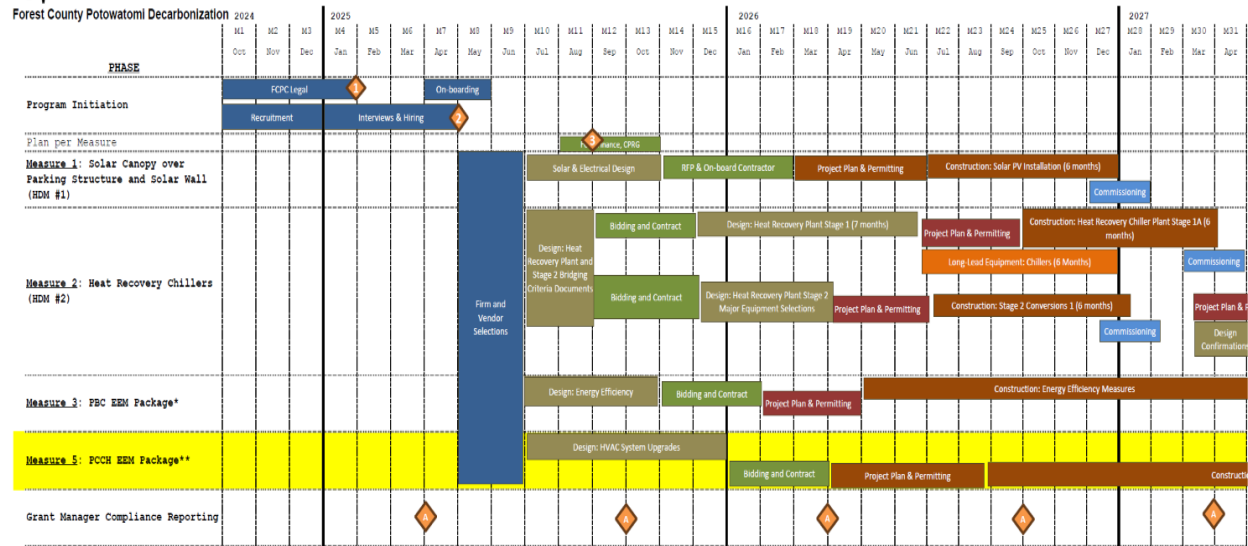 Forest County Potowatomi Decarbonization
2024 2025 2026 2027
M1 M2 M3 M4 M5 M6 M7 M8 M9 M10 M11 M12 M13 M14 M15 M16 M17 M18 M19 M20 M21 M22 M23 M24 M25 M26 M27 M28 M29 M30 M31
Oct Nov Dec Jan Feb Mar Apr May Jun Jul Aug Sep Oct Nov Dec Jan Feb Mar Apr May Jun Jul Aug Sep Oct Nov Dec Jan Feb Mar Apr
PHASE
Program Initiation
FCPC Legal
1
On-boarding
Recruitment
Interviews & Hiring
2
Plan per Measure
3
CPRG
Firm and
Vendor
Selections
Measure 1: Solar Canopy over
Parking Structure and Solar Wall
(HDM #1)
Solar & Electrical Design
RFP & On-board Contractor
Project Plan & Permitting
Construction: Solar PV Installation (6 months)
Commissioning
Measure 2: Heat Recovery Chillers
(HDM #2)
Design: Heat
Recovery Plant and
Stage 2 Bridging
Criteria Documents
Bidding and Contract
Design: Heat Recovery Plant Stage 1 (7 months)
Project Plan & Permitting
Construction: Heat Recovery Chiller Plant Stage 1A (6
months)
Long-Lead Equipment: Chillers (6 Months)
Commissioning
Bidding and Contract
Design: Heat Recovery Plant Stage 2
Major Equipment Selections
Project Plan & Permitting
Construction: Stage 2 Conversions 1 (6 months)
Commissioning
Project Plan & P
Design
Confirmations
Measure 3: PBC EEM Package*
Design: Energy Efficiency
Bidding and Contract
Project Plan & Permitting
Construction: Energy Efficiency Measures
Measure 5: PCCH EEM Package**
Design: HVAC System Upgrades
Bidding and Contract
Project Plan & Permitting
Constructio
Grant Manager Compliance Reporting
A A A A A